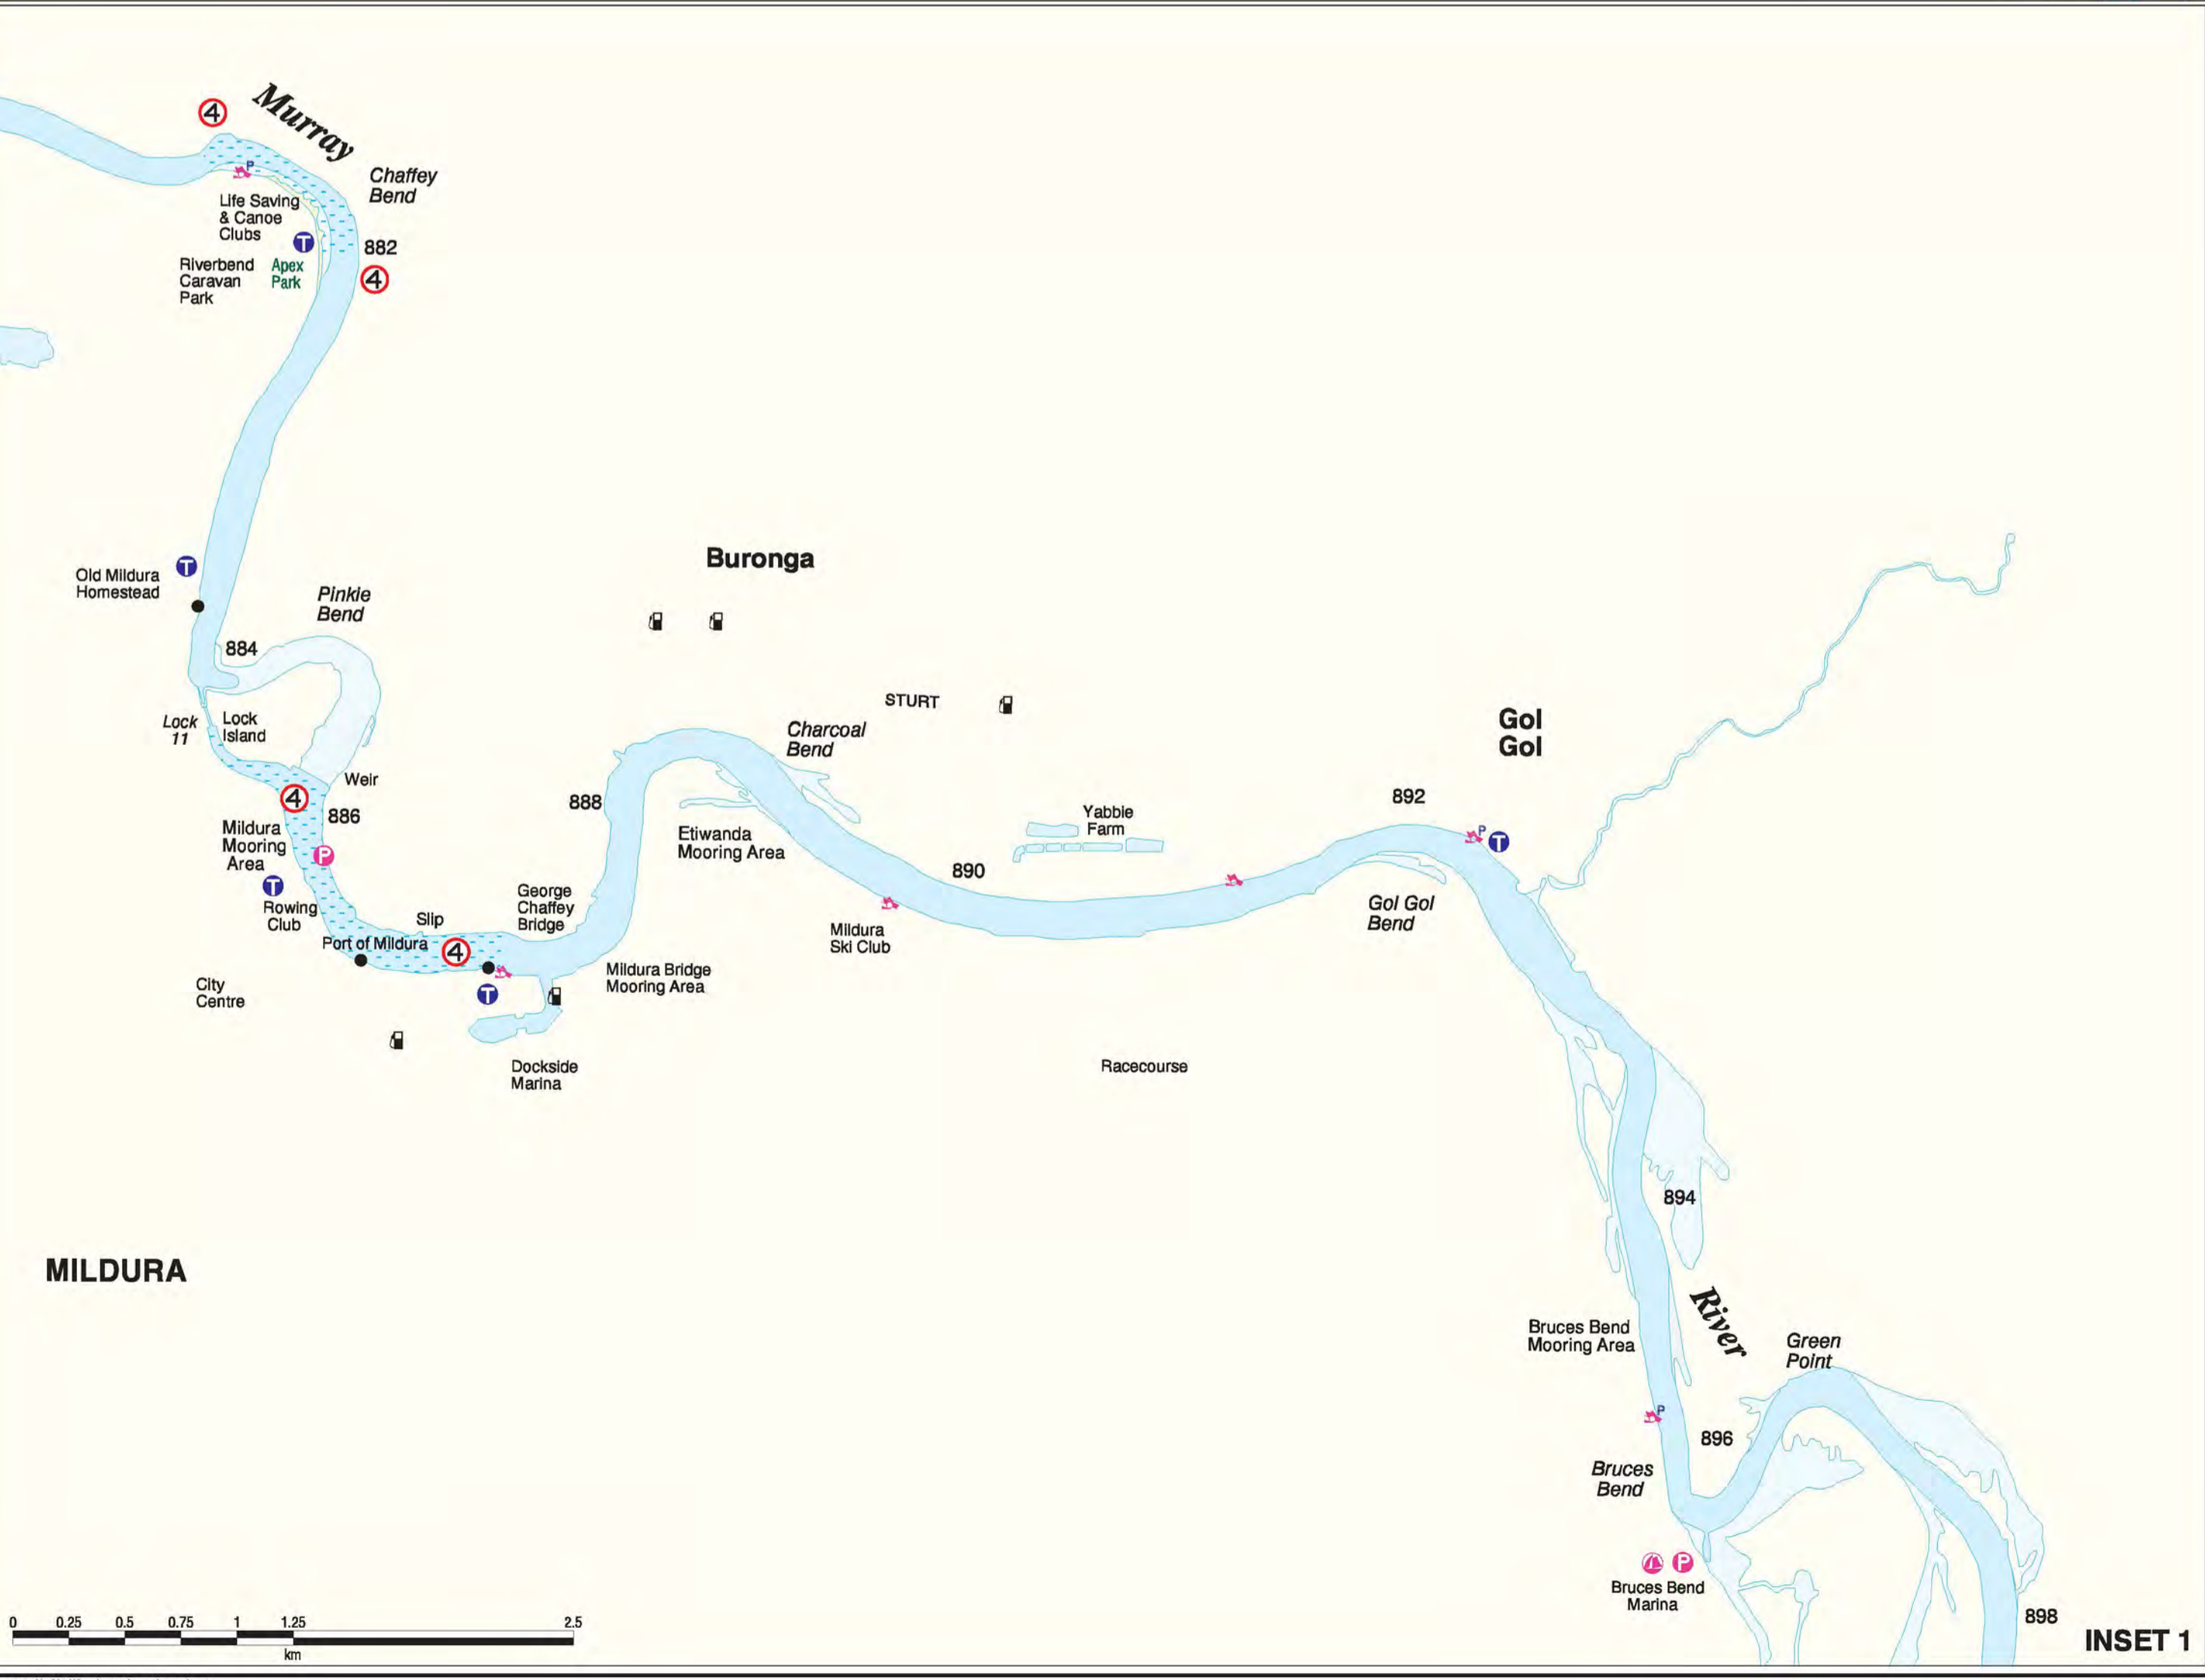 4
Murray
Chaffey
Bend
P
Life Saving
& Canoe
Clubs
T
882
Riverbend
Caravan
Park
Apex
Park
4
Buronga
T
Old Mildura
Homestead
Pinkie
Bend
884
STURT
Lock
11
Lock
Island
Charcoal
Bend
Gol
Gol
Weir
4
886
888
892
Mildura
Mooring
Area
P
Etiwanda
Mooring Area
Yabbie
Farm
P
T
890
T
Rowing
Club
George
Chaffey
Bridge
Slip
Port of Mildura
4
Gol Gol
Bend
Mildura
Ski Club
City
Centre
T
Mildura Bridge
Mooring Area
Dockside
Marina
Racecourse
894
MILDURA
River
Bruces Bend
Mooring Area
Green
Point
P
896
Bruces
Bend
P
Bruces Bend
Marina
898
INSET 1
0 0.25 0.5 0.75 1 1.25 2.5
km